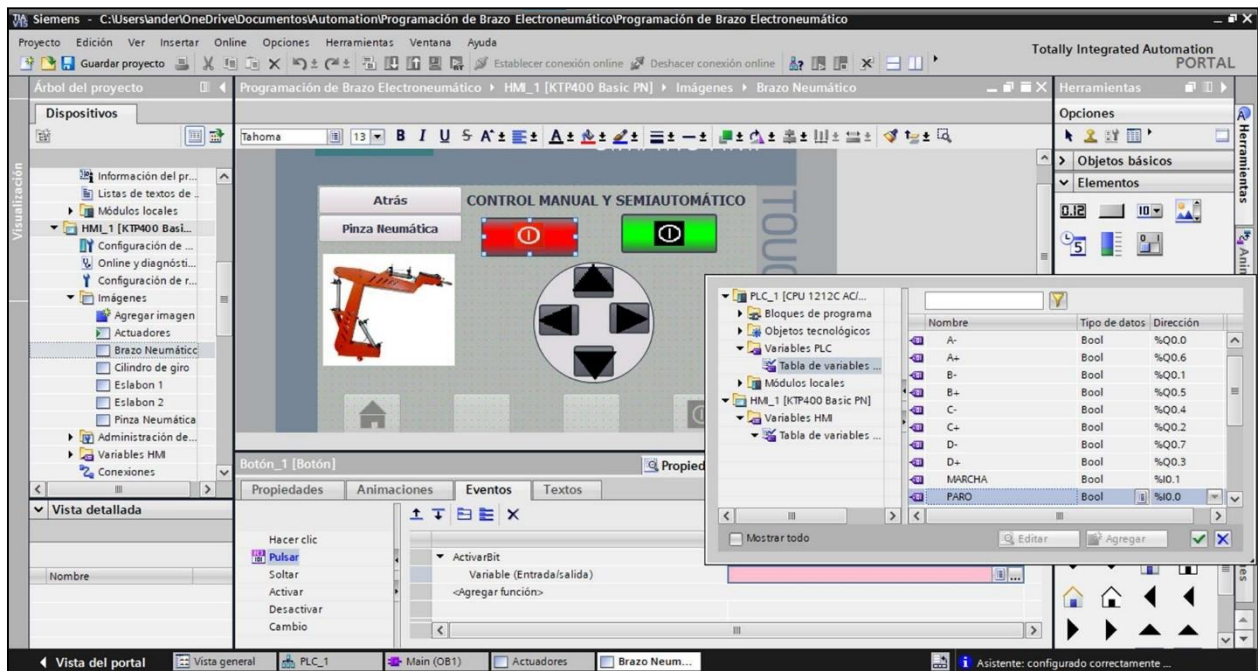 Siemens - C:\Users\ander\OneDrive\Documentos\Automation\Programación de Brazo Electroneumático\Programación de Brazo Electroneumático
Proyecto Edición Ver Insertar Online Opciones Herramientas Ventana Ayuda
Totally Integrated Automation
PORTAL
Guardar proyecto
Establecer conexión online
Deshacer conexión online
Árbol del proyecto
Programación de Brazo Electroneumático HMI_1 [KTP400 Basic PN] Imágenes Brazo Neumático
Herramientas
Dispositivos
Opciones
Tahoma 13 B I U S
Visualización
Información del pr...
Listas de textos de
Módulos locales
HMI_1 [KTP400 Basi...
Configuración de ...
Online y diagnósti...
Configuración de r...
Imágenes
Agregar imagen
Actuadores
Brazo Neumático
Cilindro de giro
Eslabon 1
Eslabon 2
Pinza Neumática
Administración de...
Variables HMI
Conexiones
Vista detallada
Nombre
Atrás
CONTROL MANUAL Y SEMIAUTOMÁTICO
Pinza Neumática
TOUC
Objetos básicos
Elementos
Herramientas
PLC_1 [CPU 1212C AC/...
Bloques de programa
Objetos tecnológicos
Variables PLC
Tabla de variables ...
Módulos locales
HMI_1 [KTP400 Basic PN]
Variables HMI
Tabla de variables ...
Nombre Tipo de datos Dirección
A- Bool %Q0.0
A+ Bool %Q0.6
B- Bool %Q0.1
B+ Bool %Q0.5
C- Bool %Q0.4
C+ Bool %Q0.2
D- Bool %Q0.7
D+ Bool %Q0.3
MARCHA Bool %I0.1
PARO Bool %I0.0
Mostrar todo
Editar
Agregar
Botón_1 [Botón]
Propied
Propiedades Animaciones Eventos Textos
Hacer clic
Pulsar
Soltar
Activar
Desactivar
Cambio
ActivarBit
Variable (Entrada/salida)
<Agregar función>
Vista del portal
Vista general
PLC_1
Main (OB1)
Actuadores
Brazo Neum...
Asistente: configurado correctamente ...